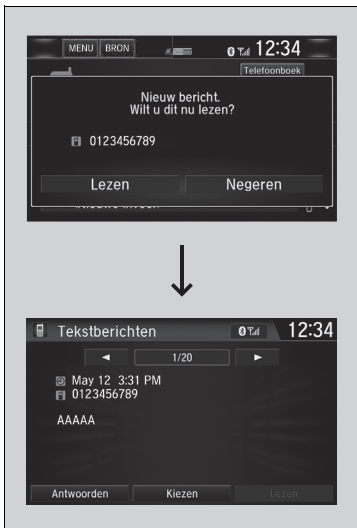 MENU BRON 12:34
Telefoonboek
Nieuw bericht.
Wilt u dit nu lezen?
0123456789
Lezen Negeren
Tekstberichten 12:34
1/20
May 12 3:31 PM
0123456789
AAAAA
Antwoorden Kiezen Lezen